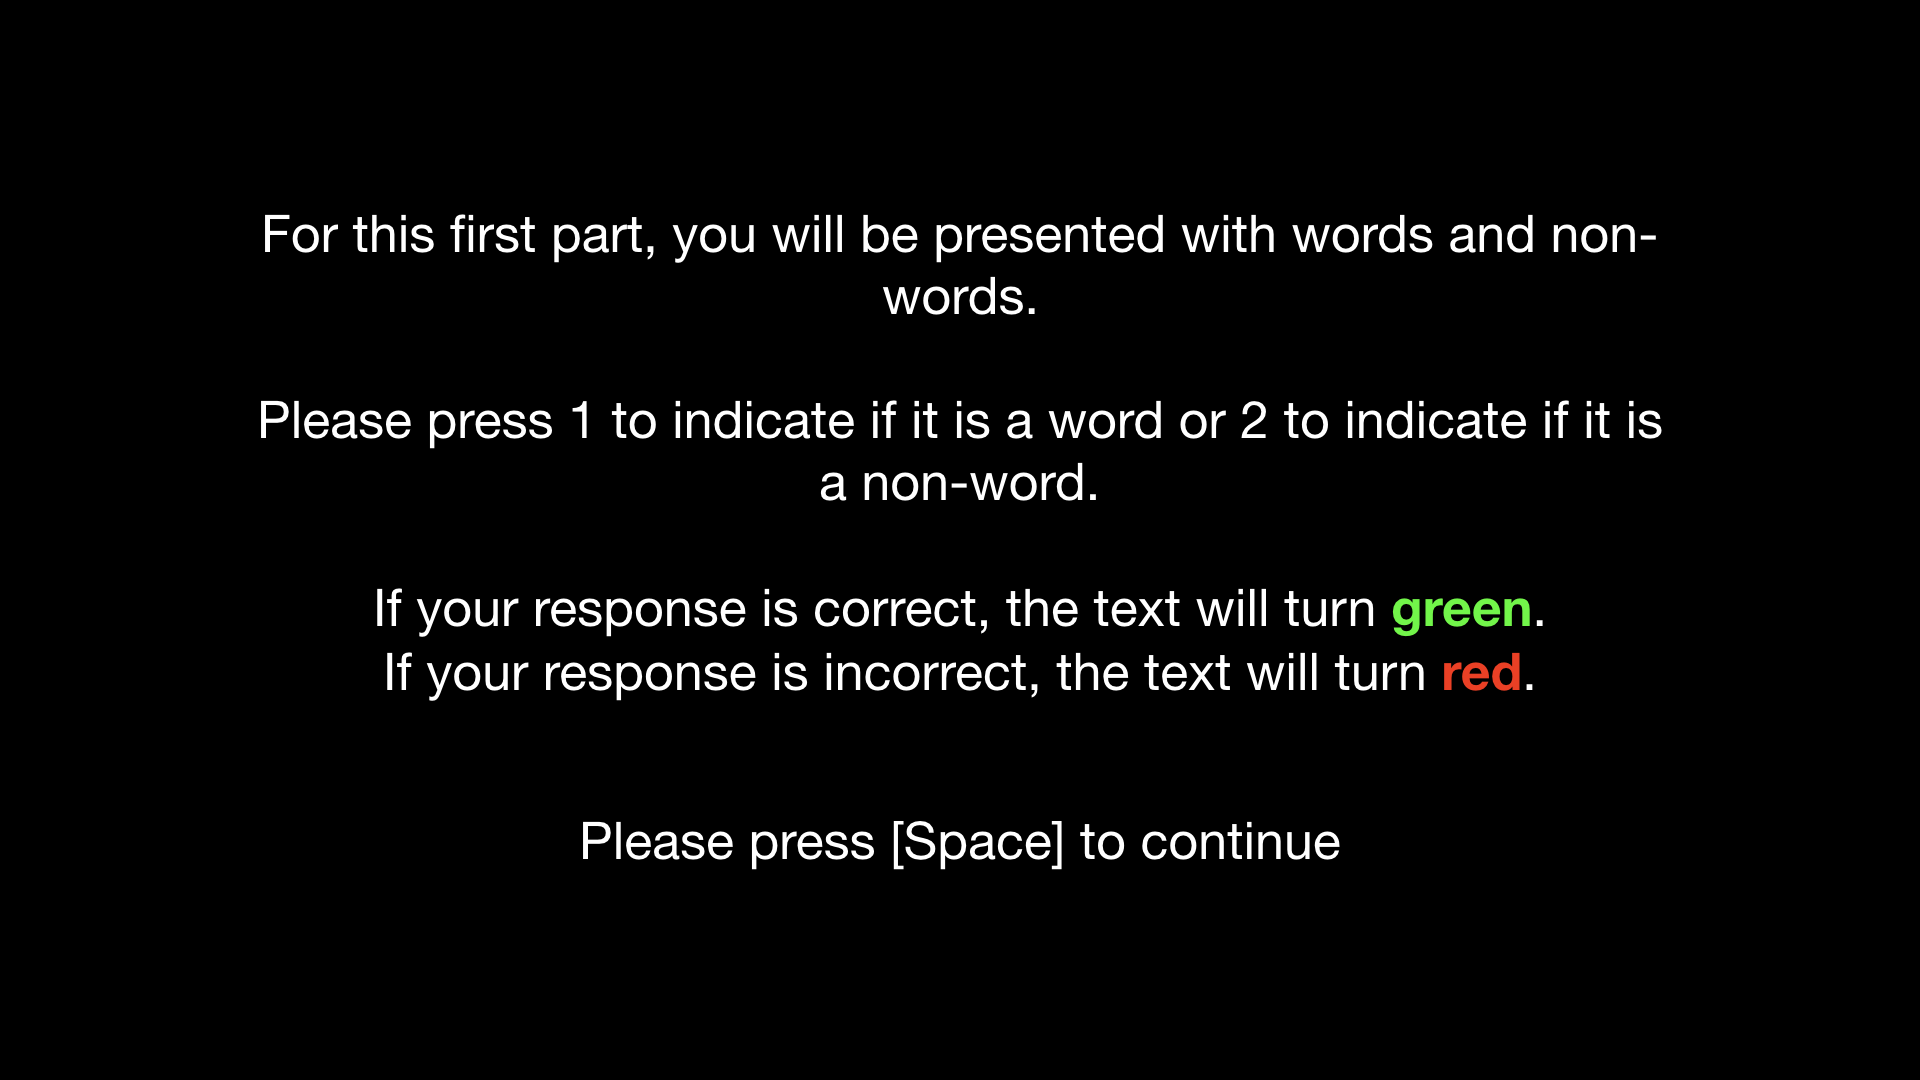 For this first part, you will be presented with words and non-
words.
Please press 1 to indicate if it is a word or 2 to indicate if it is
a non-word.
If your response is correct, the text will turn green.
If your response is incorrect, the text will turn red.
Please press [Space] to continue